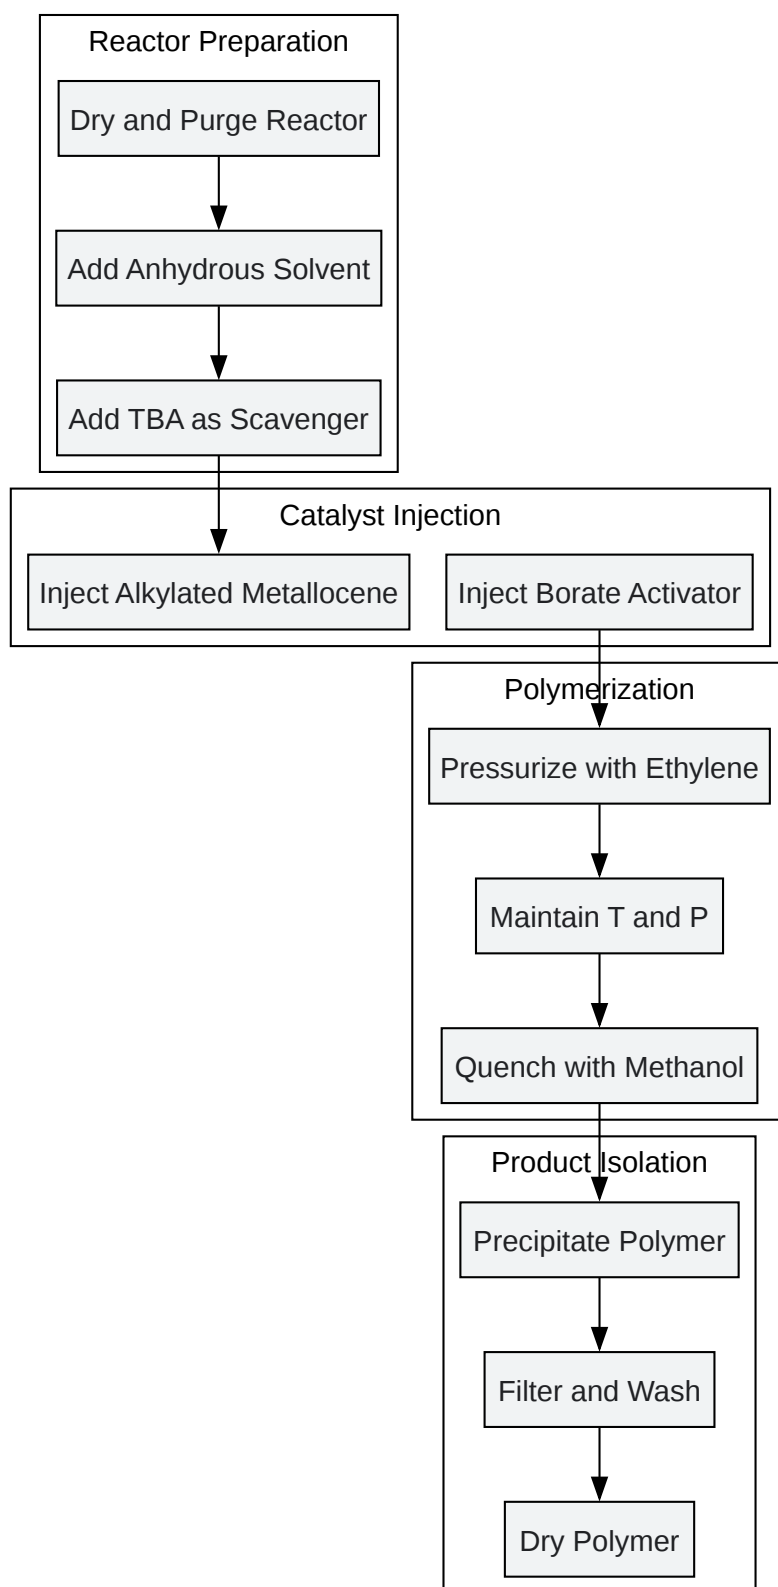 Reactor Preparation
Dry and Purge Reactor
Add Anhydrous Solvent
Add TBA as Scavenger
Catalyst Injection
Inject Alkylated Metallocene
Inject Borate Activator
Polymerization
Pressurize with Ethylene
Maintain T and P
Quench with Methanol
Product Isolation
Precipitate Polymer
Filter and Wash
Dry Polymer